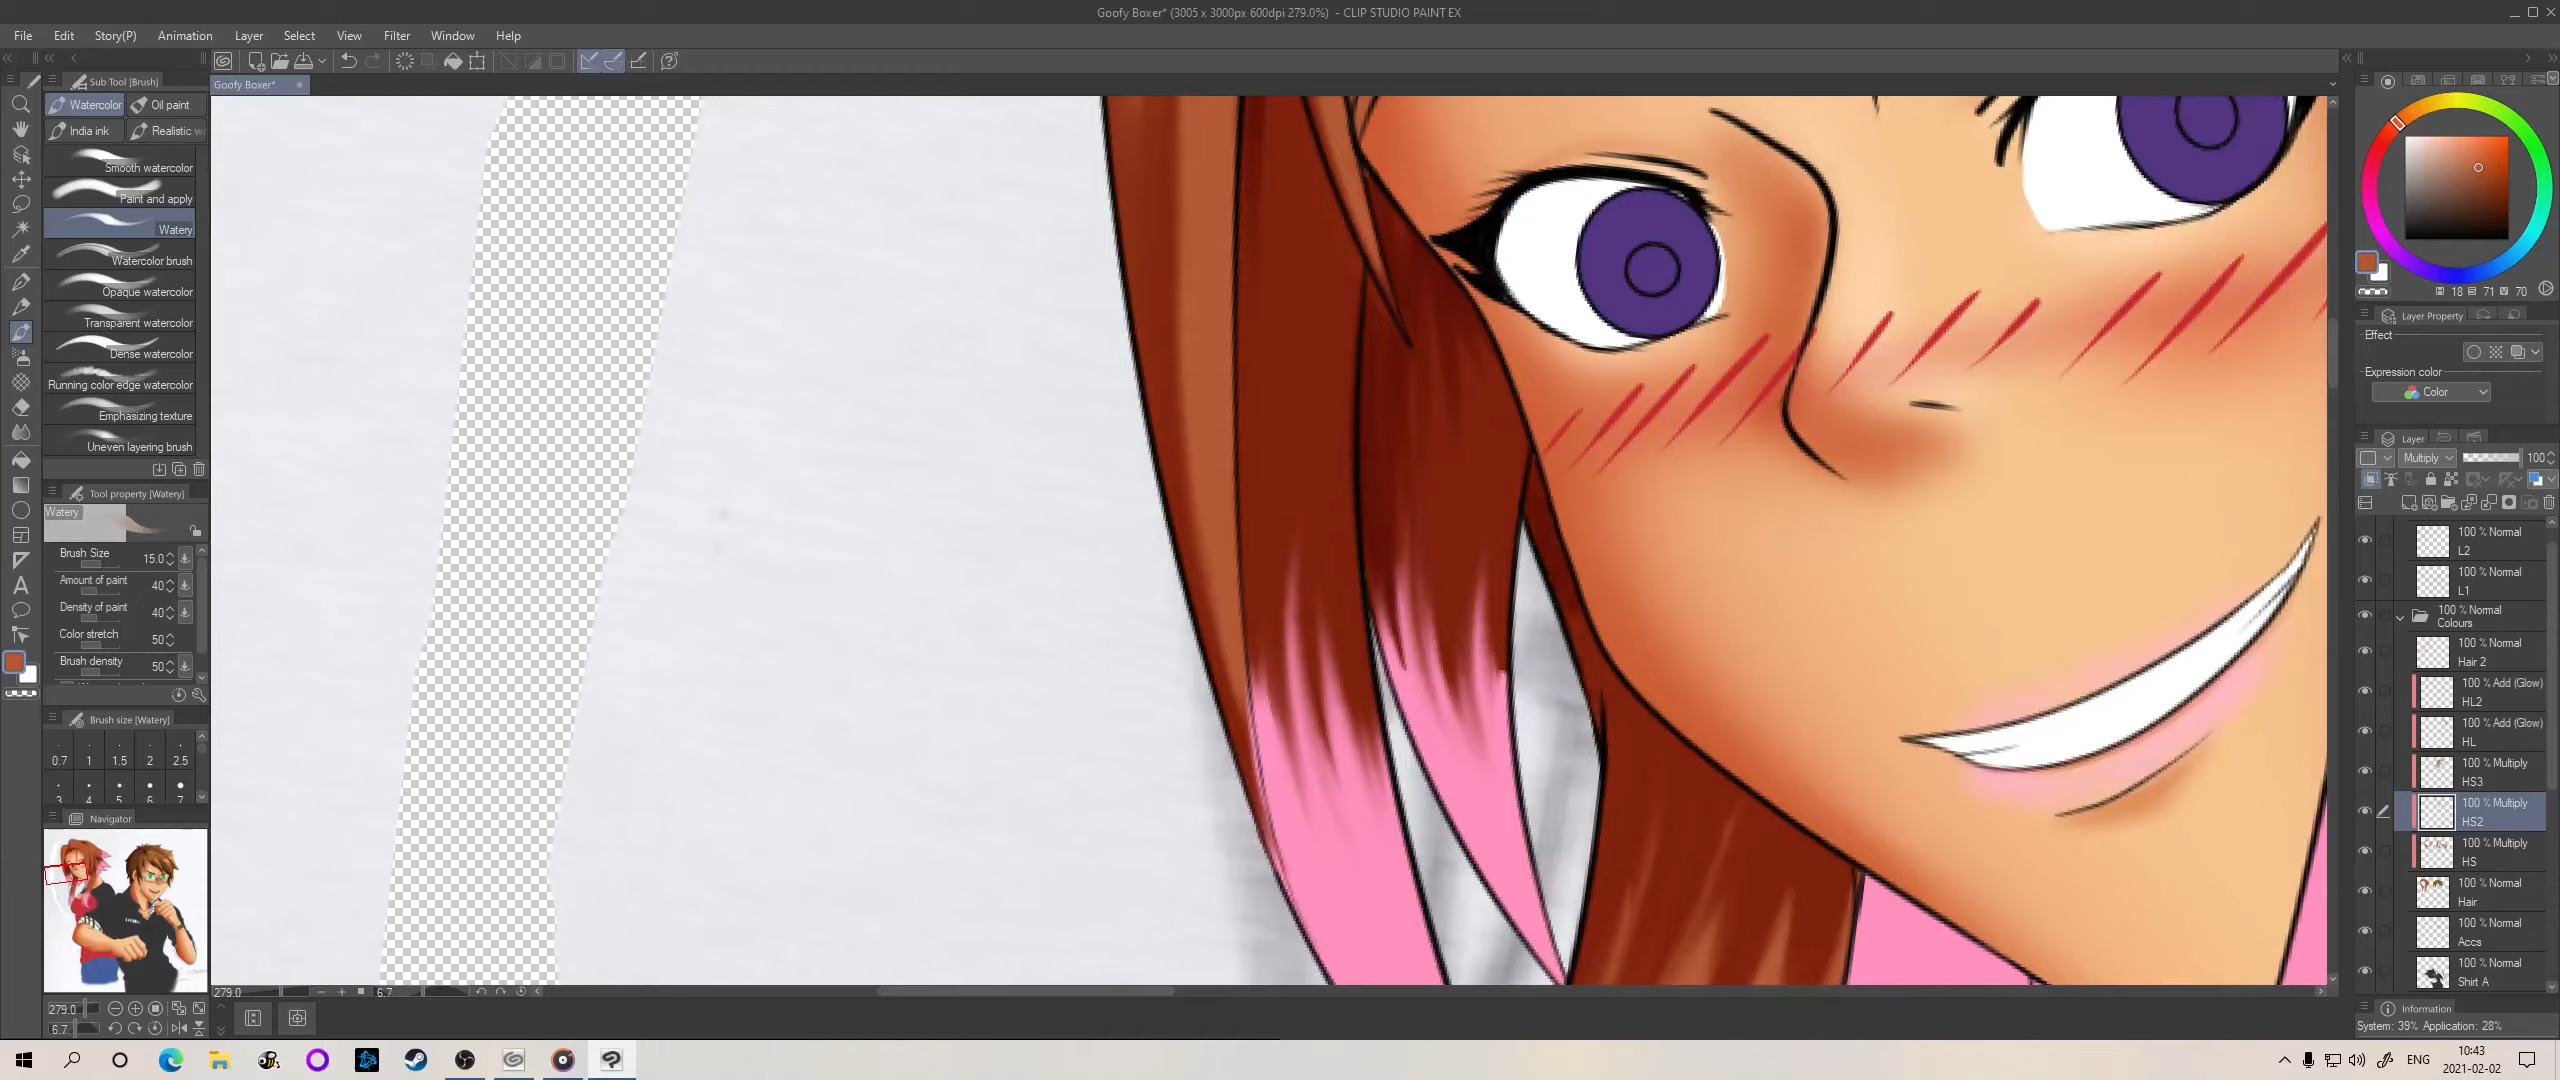 Goofy Boxer* (3005 x 3000px 600dpi 279.0%) - CLIP STUDIO PAINT EX
File Edit Story(P) Animation Layer Select View Filter Window Help
Sub Tool [Brush]
Goofy Boxer*
Watercolor Oil paint
India ink Realistic w
Smooth watercolor
Paint and apply
Watery
Watercolor brush
Opaque watercolor
Transparent watercolor
Dense watercolor
Running color edge watercolor
Emphasizing texture
Uneven layering brush
Tool property [Watery]
Watery
Brush Size 15.0
Amount of paint 40
Density of paint 40
Color stretch 50
Brush density 50
Brush size [Watery]
0.7 1 1.5 2 2.5
3 4 5 6 7
Navigator
279.0
6.7
279.0 6.7
18 71 70
Layer Property
Effect
Expression color
Color
Layer
Multiply 100
100 % Normal
L2
100 % Normal
L1
100 % Normal
Colours
100 % Normal
Hair 2
100 % Add (Glow)
HL2
100 % Add (Glow)
HL
100 % Multiply
HS3
100 % Multiply
HS2
100 % Multiply
HS
100 % Normal
Hair
100 % Normal
Accs
100 % Normal
Shirt A
Information
System: 39% Application: 28%
ENG
10:43
2021-02-02